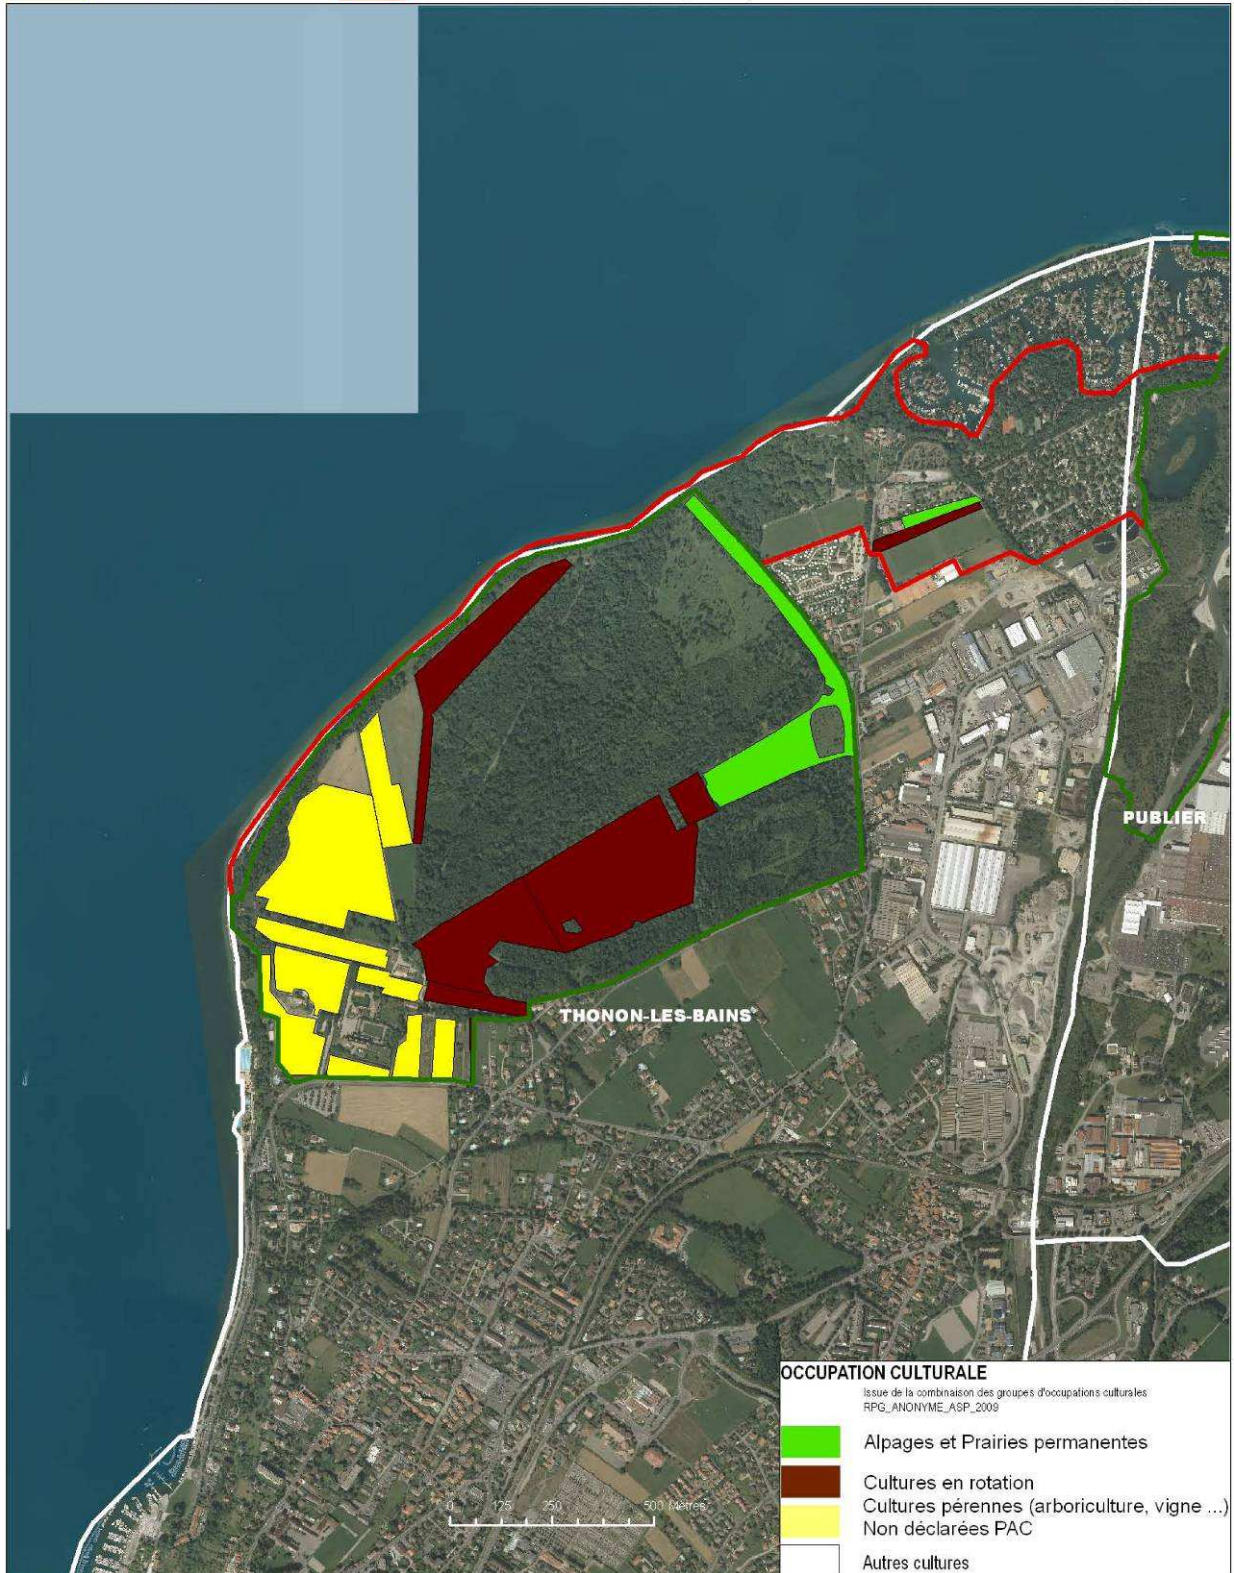 PUBLIER
THONON-LES-BAINS
0 125 250 500 Mètres
OCCUPATION CULTURALE
Issue de la combinaison des groupes d'occupations culturales
RPG_ANONYME_ASP_2009
Alpages et Prairies permanentes
Cultures en rotation
Cultures pérennes (arboriculture, vigne ...)
Non déclarées PAC
Autres cultures